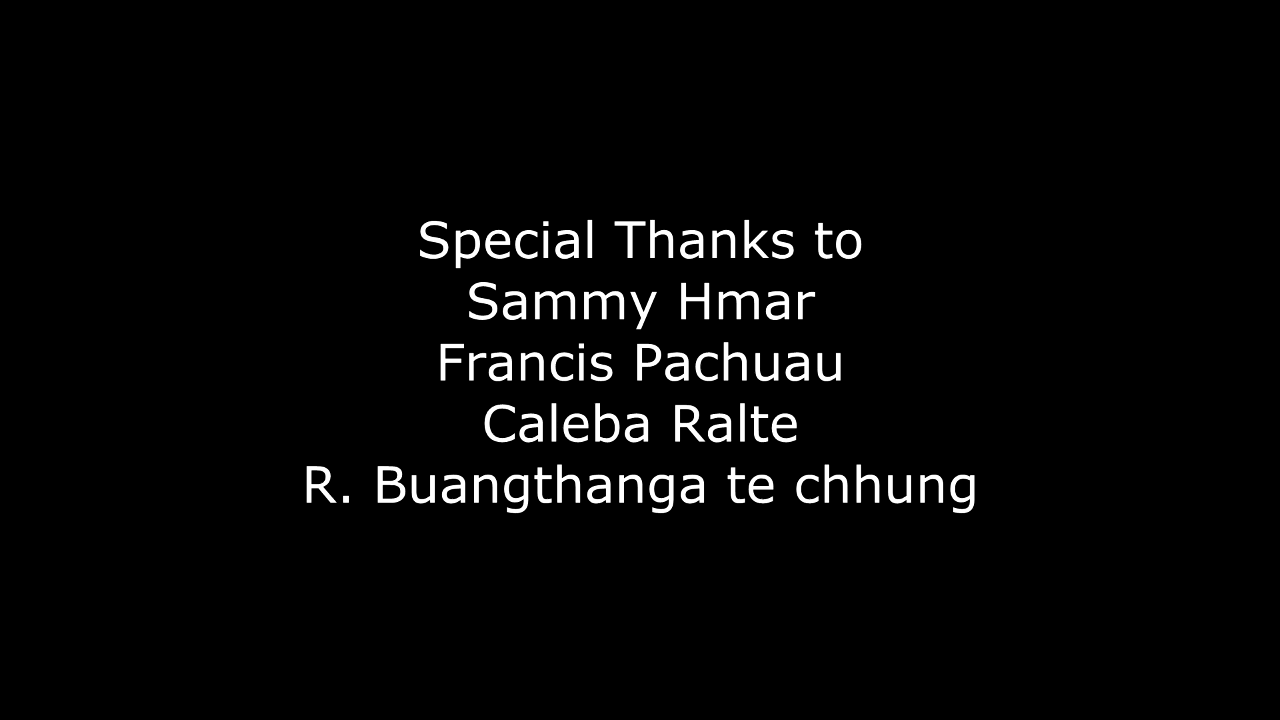 Special Thanks to
Sammy Hmar
Francis Pachuau
Caleba Ralte
R. Buangthanga te chhung